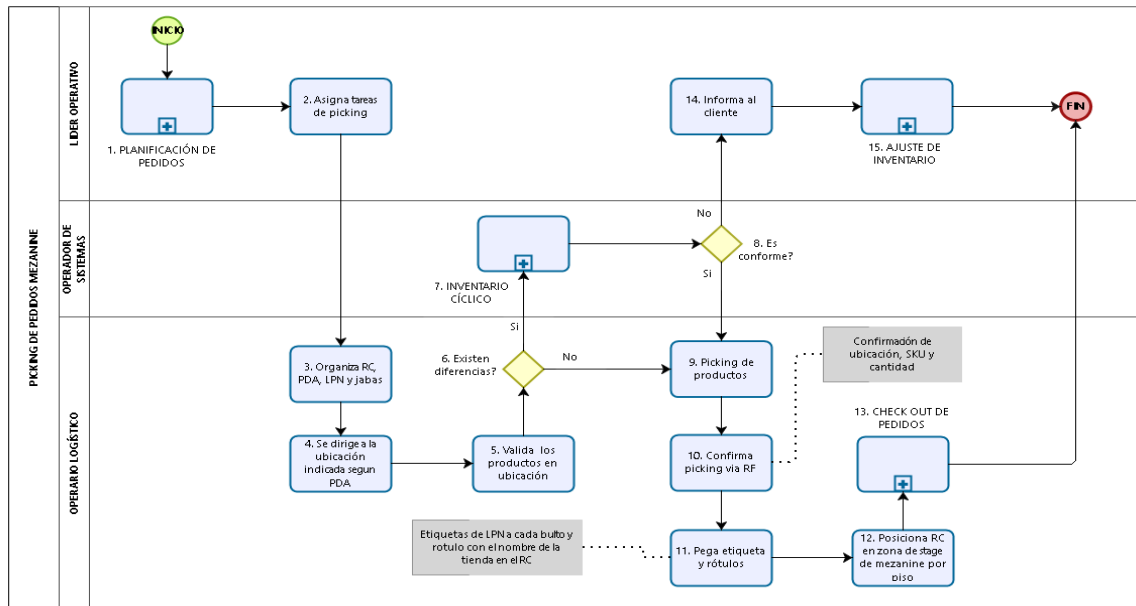 PICKING DE PEDIDOS MEZANINE
LIDER OPERATIVO
INICIO
1. PLANIFICACIÓN DE
PEDIDOS
2. Asigna tareas
de picking
14. Informa al
cliente
15. AJUSTE DE
INVENTARIO
FIN
OPERADOR DE
SISTEMAS
7. INVENTARIO
CÍCLICO
No
8. Es
conforme?
Si
OPERARIO LOGÍSTICO
Si
3. Organiza RC,
PDA, LPN y jabas
6. Existen
diferencias?
No
9. Picking de
productos
Confirmación de
ubicación, SKU y
cantidad
4. Se dirige a la
ubicación
indicada segun
PDA
5. Valida los
productos en
ubicación
10. Confirma
picking via RF
13. CHECK OUT DE
PEDIDOS
Etiquetas de LPN a cada bulto y
rotulo con el nombre de la
tienda en el RC
11. Pega etiqueta
y rótulos
12. Posiciona RC
en zona de stage
de mezanine por
piso